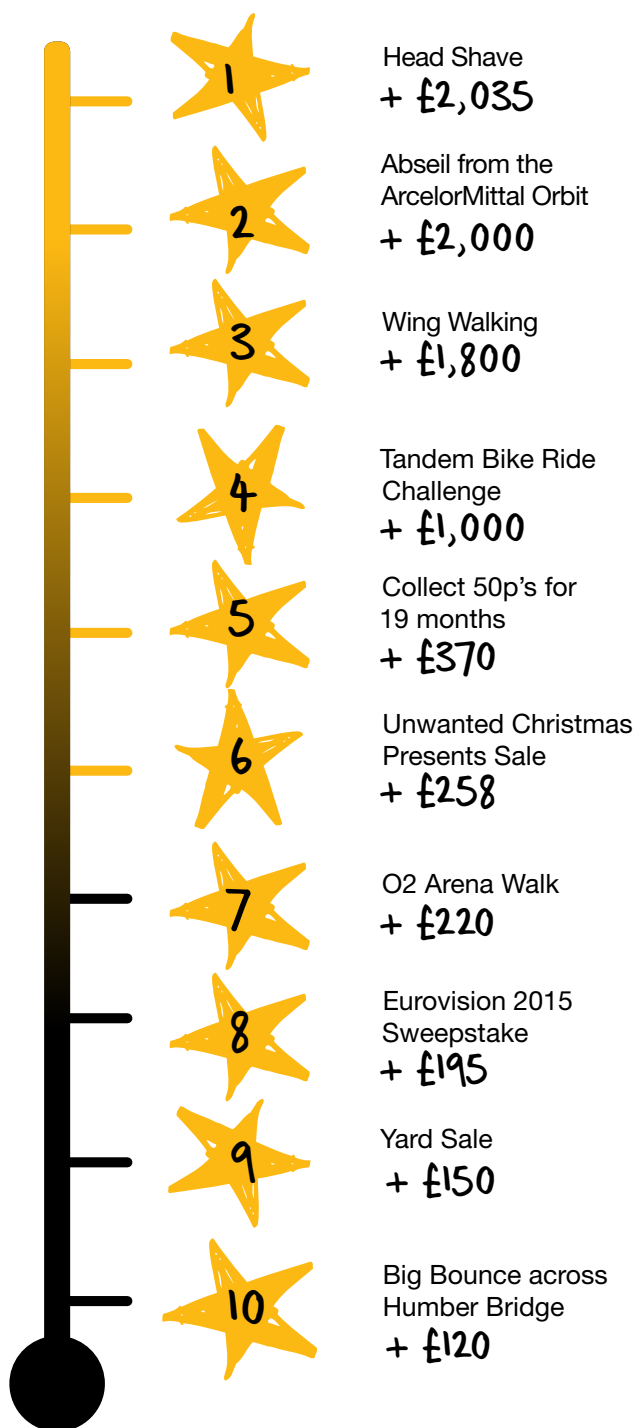 1
Head Shave
+ £2,035
2
Abseil from the
ArcelorMittal Orbit
+ £2,000
3
Wing Walking
+ £1,800
4
Tandem Bike Ride
Challenge
+ £1,000
5
Collect 50p's for
19 months
+ £370
6
Unwanted Christmas
Presents Sale
+ £258
7
O2 Arena Walk
+ £220
8
Eurovision 2015
Sweepstake
+ £195
9
Yard Sale
+ £150
10
Big Bounce across
Humber Bridge
+ £120